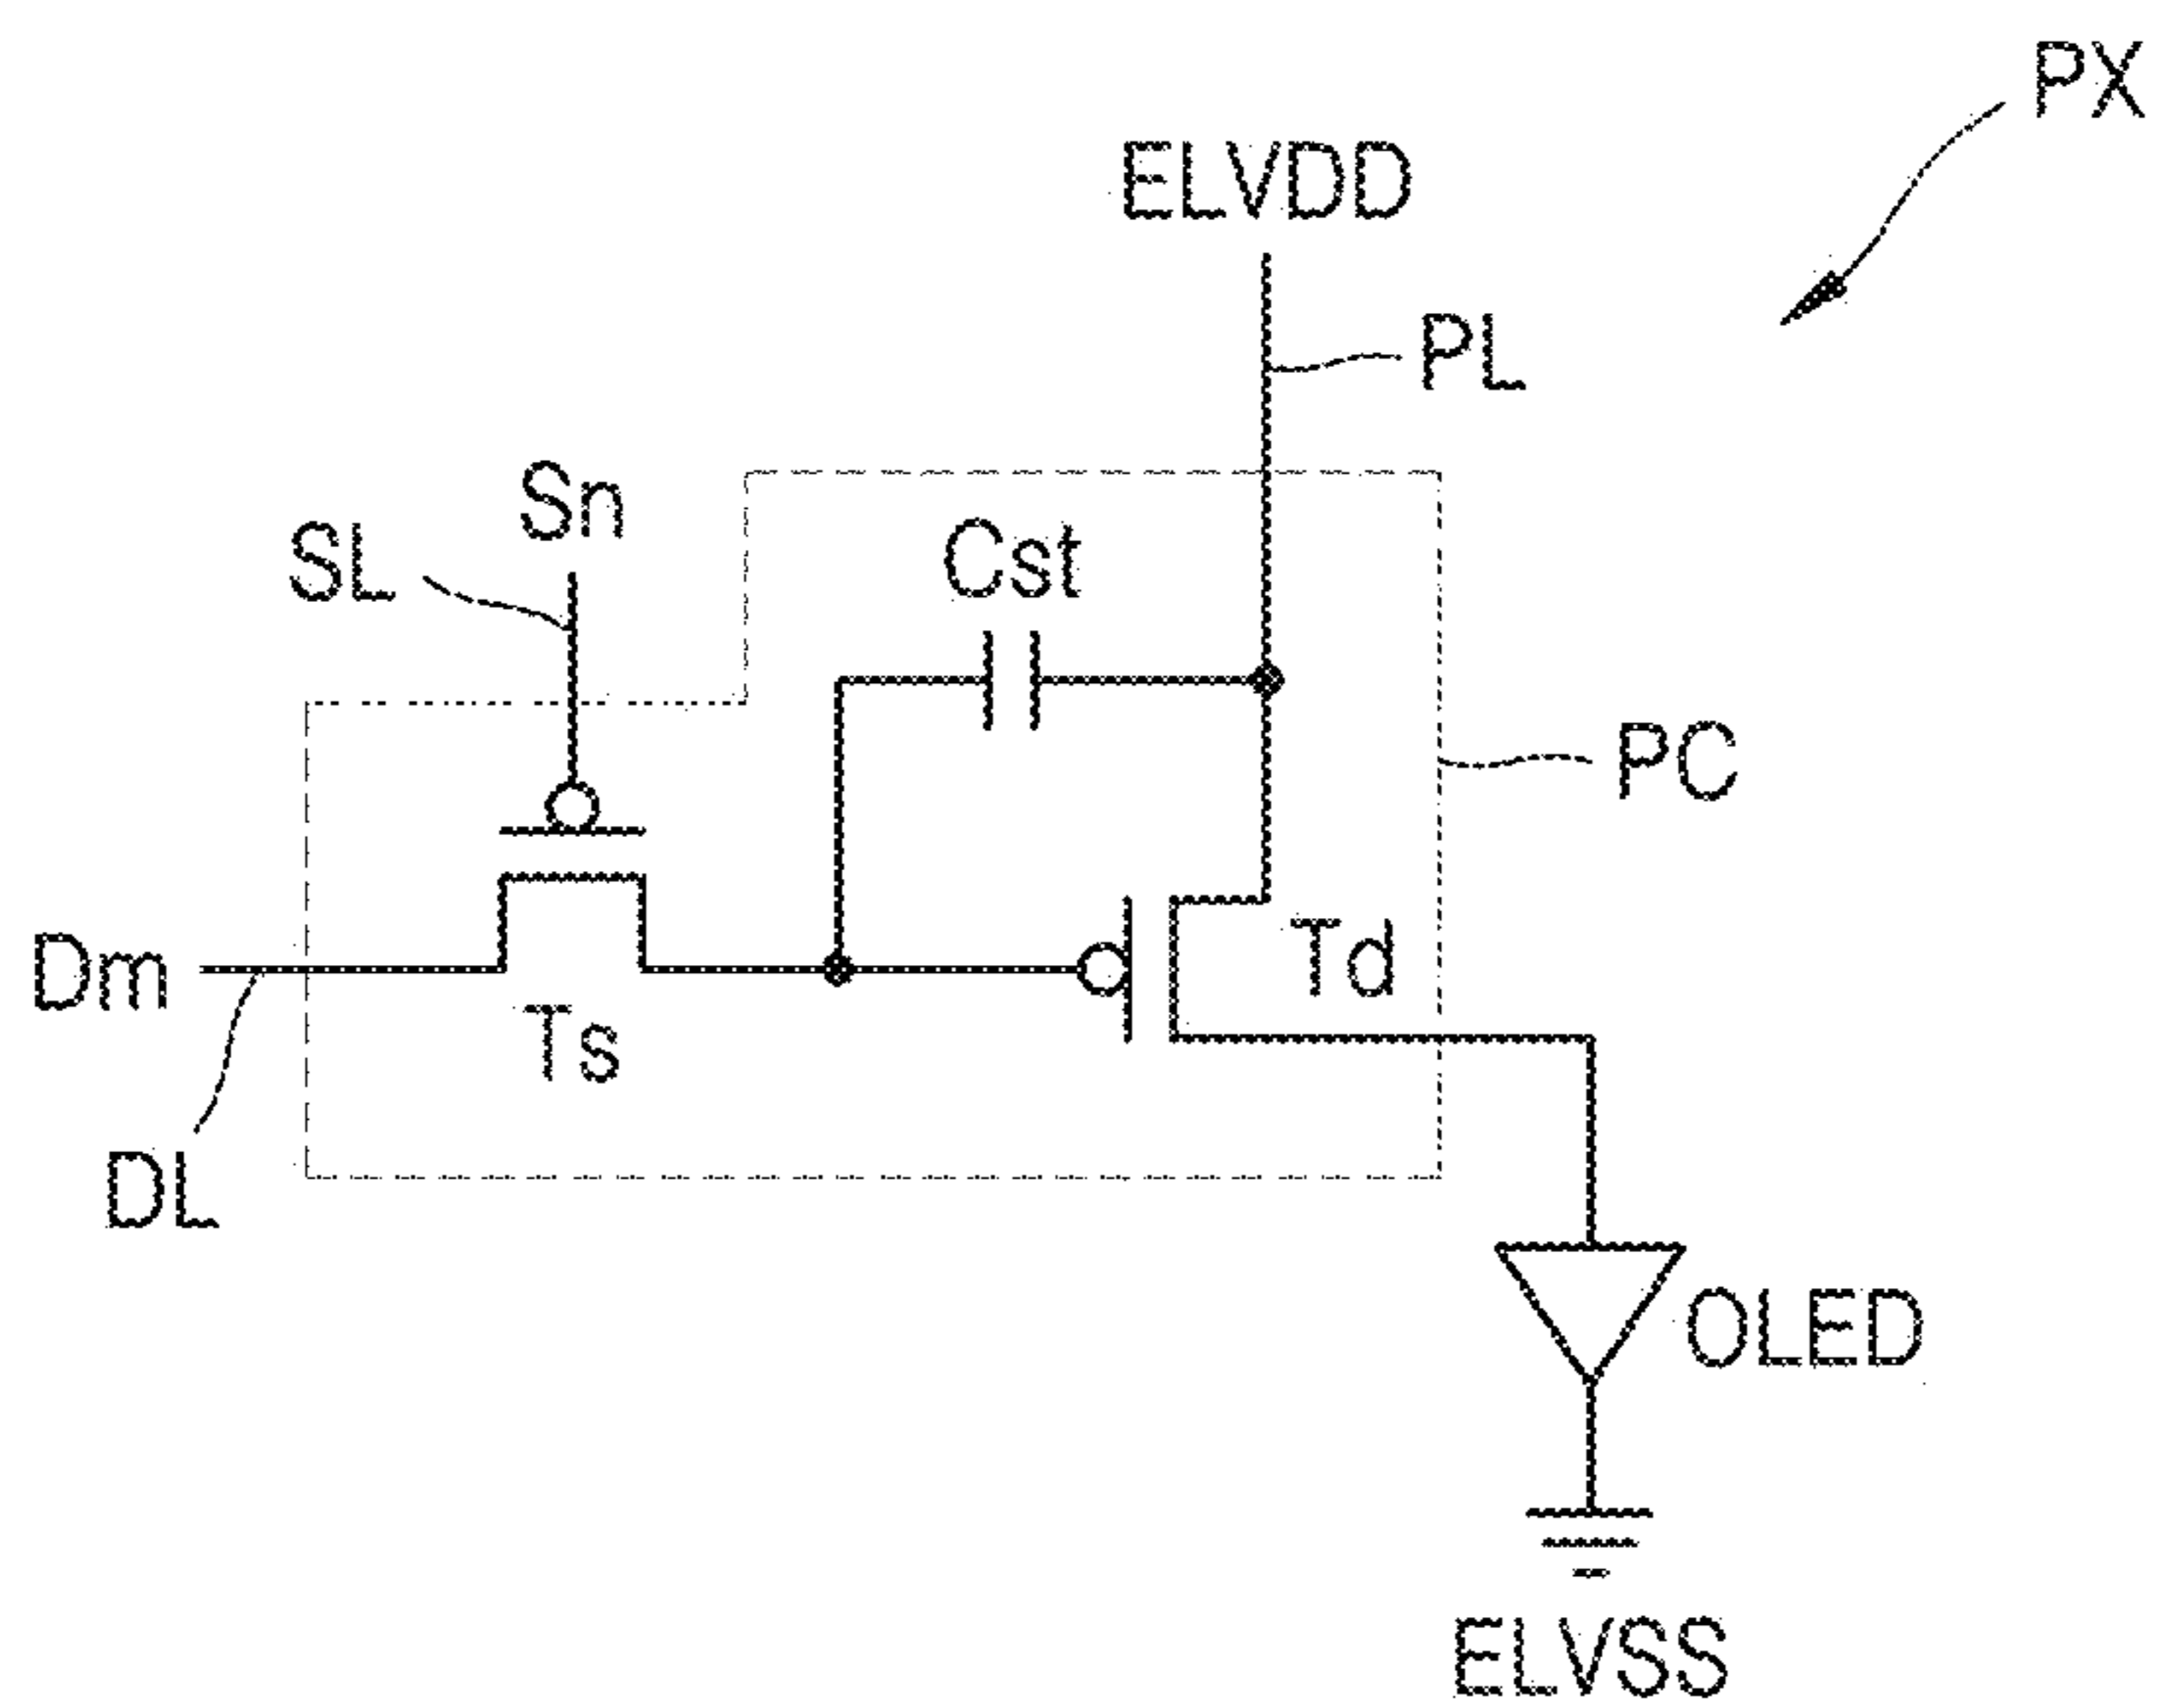 PX
ELVDD
PL
Sn
SL
Cst
PC
Td
Dm
Ts
DL
OLED
ELVSS